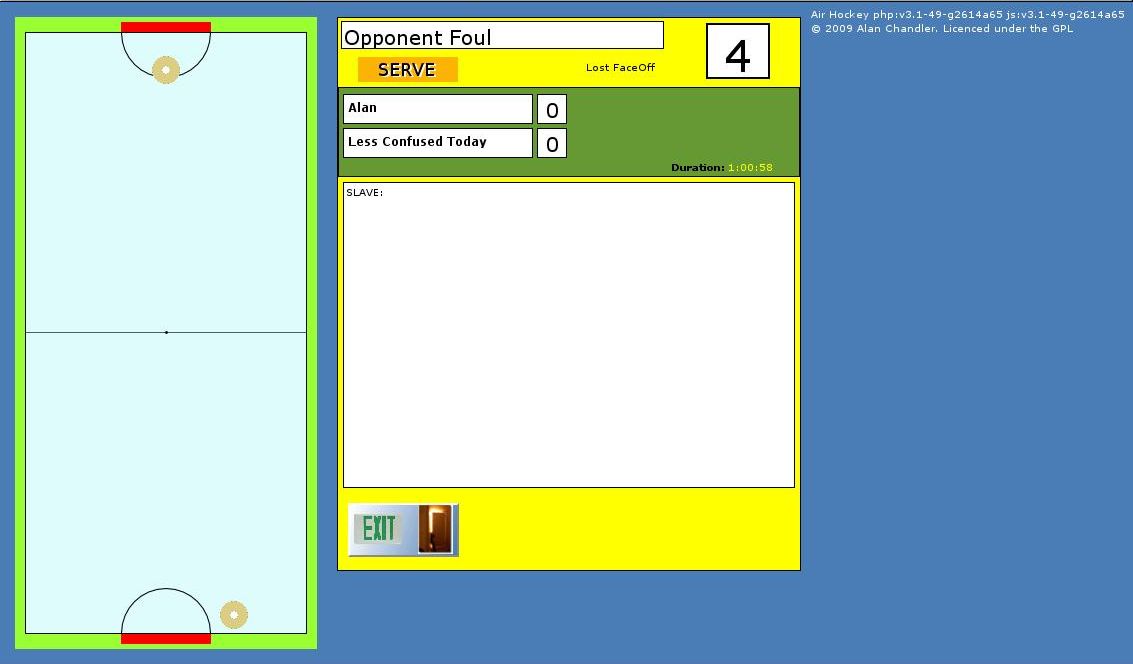 Air Hockey php:v3.1-49-g2614a65 js:v3.1-49-g2614a65
© 2009 Alan Chandler. Licenced under the GPL
Opponent Foul
4
SERVE
Lost FaceOff
Alan 0
Less Confused Today 0
Duration: 1:00:58
SLAVE:
EXIT